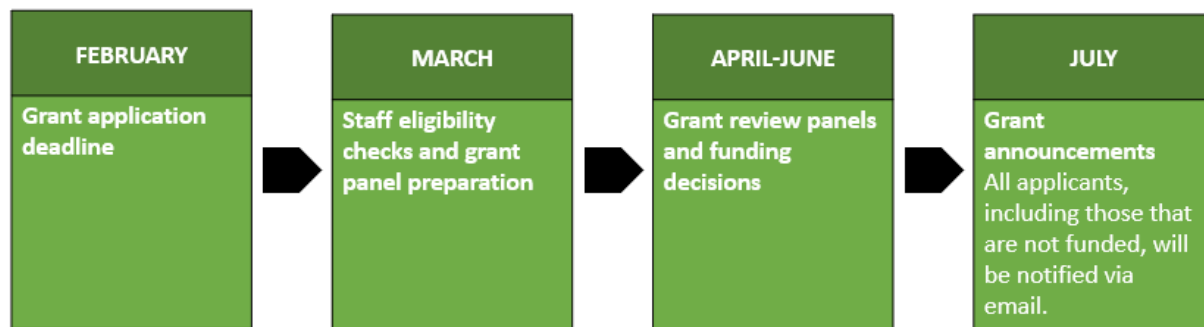 FEBRUARY
Grant application
deadline
MARCH
Staff eligibility
checks and grant
panel preparation
APRIL-JUNE
Grant review panels
and funding
decisions
JULY
Grant
announcements
All applicants,
including those that
are not funded, will
be notified via
email.